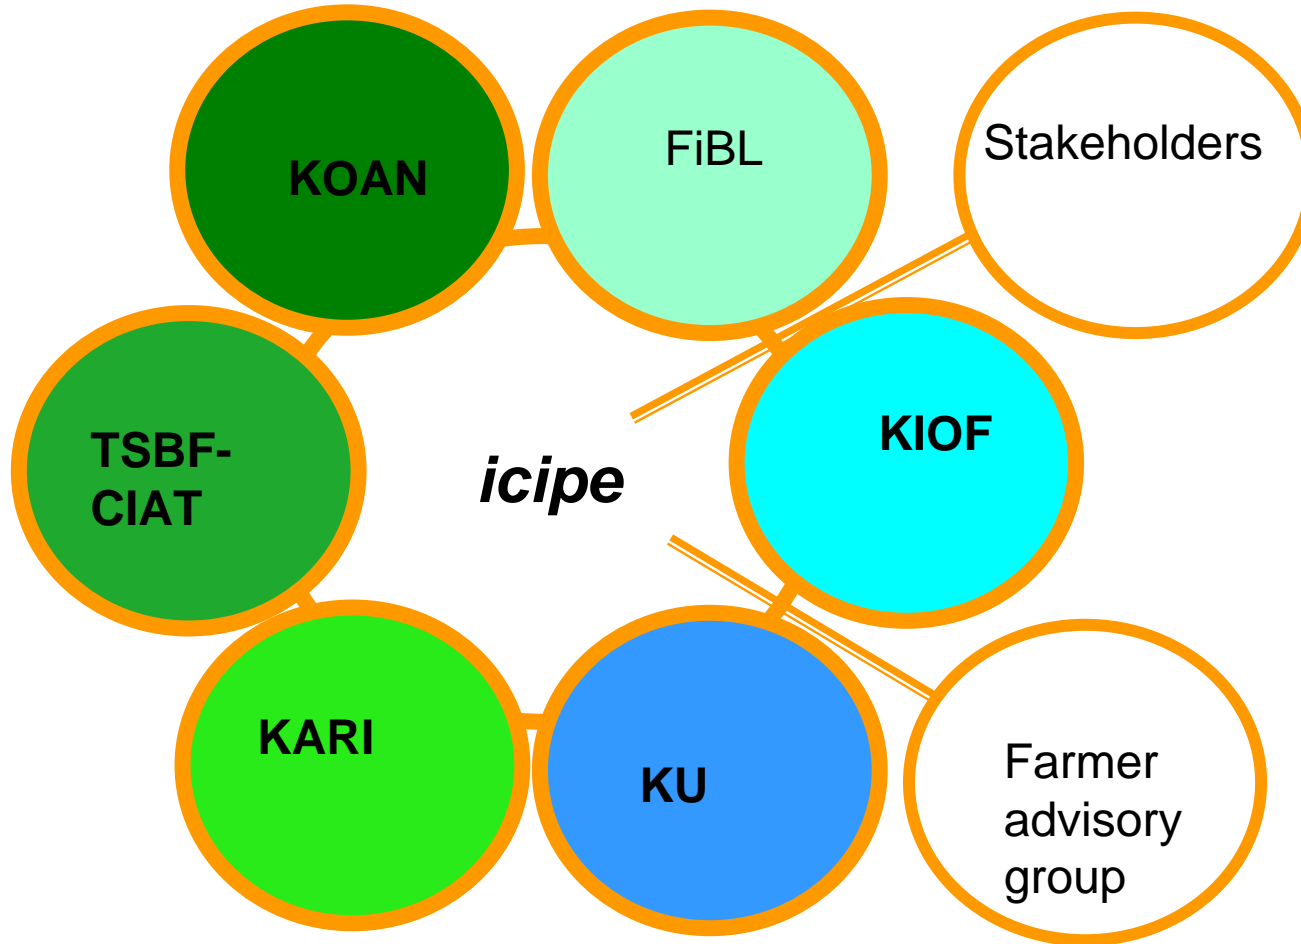 KOAN
FiBL
Stakeholders
TSBF-
CIAT
icipe
KIOF
KARI
KU
Farmer
advisory
group